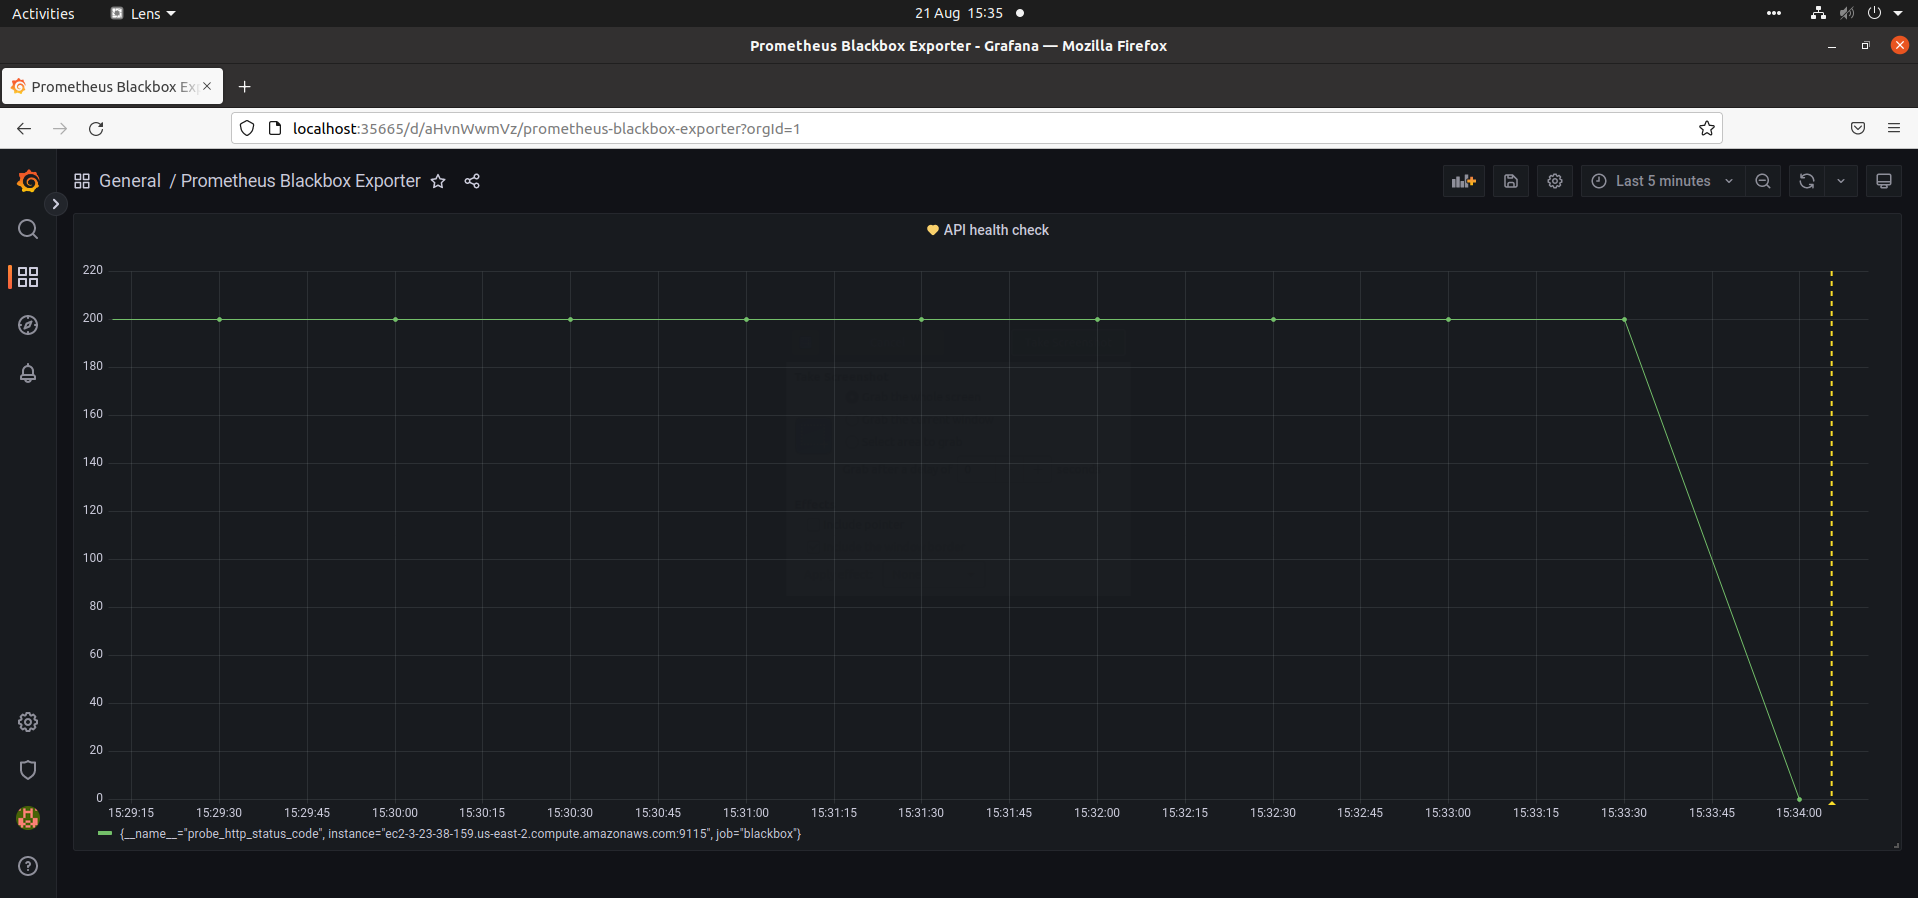 Activities Lens 21 Aug 15:35
Prometheus Blackbox Exporter - Grafana — Mozilla Firefox
Prometheus Blackbox Ex
localhost:35665/d/aHvnWwmVz/prometheus-blackbox-exporter?orgId=1
General / Prometheus Blackbox Exporter Last 5 minutes
API health check
220
200
180
160
140
120
100
80
60
40
20
0
15:29:15 15:29:30 15:29:45 15:30:00 15:30:15 15:30:30 15:30:45 15:31:00 15:31:15 15:31:30 15:31:45 15:32:00 15:32:15 15:32:30 15:32:45 15:33:00 15:33:15 15:33:30 15:33:45 15:34:00
{__name__="probe_http_status_code", instance="ec2-3-23-38-159.us-east-2.compute.amazonaws.com:9115", job="blackbox"}